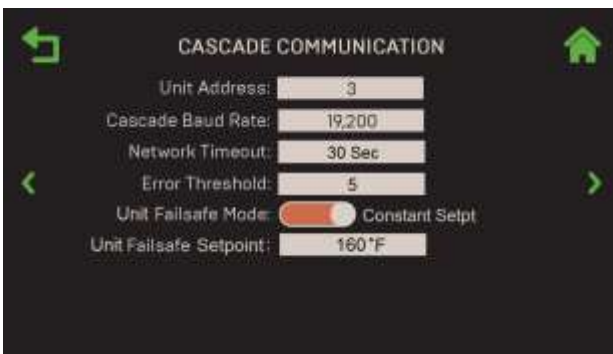 CASCADE COMMUNICATION
Unit Address: 3
Cascade Baud Rate: 19,200
Network Timeout: 30 Sec
Error Threshold: 5
Unit Failsafe Mode: Constant Setpt
Unit Failsafe Setpoint: 160°F